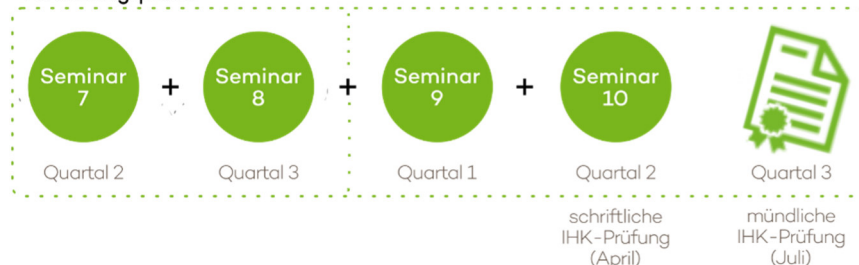 Seminar 7
+
Seminar 8
+
Seminar 9
+
Seminar 10
Quartal 2
Quartal 3
Quartal 1
Quartal 2
Quartal 3
schriftliche
IHK-Prüfung
(April)
mündliche
IHK-Prüfung
(Juli)